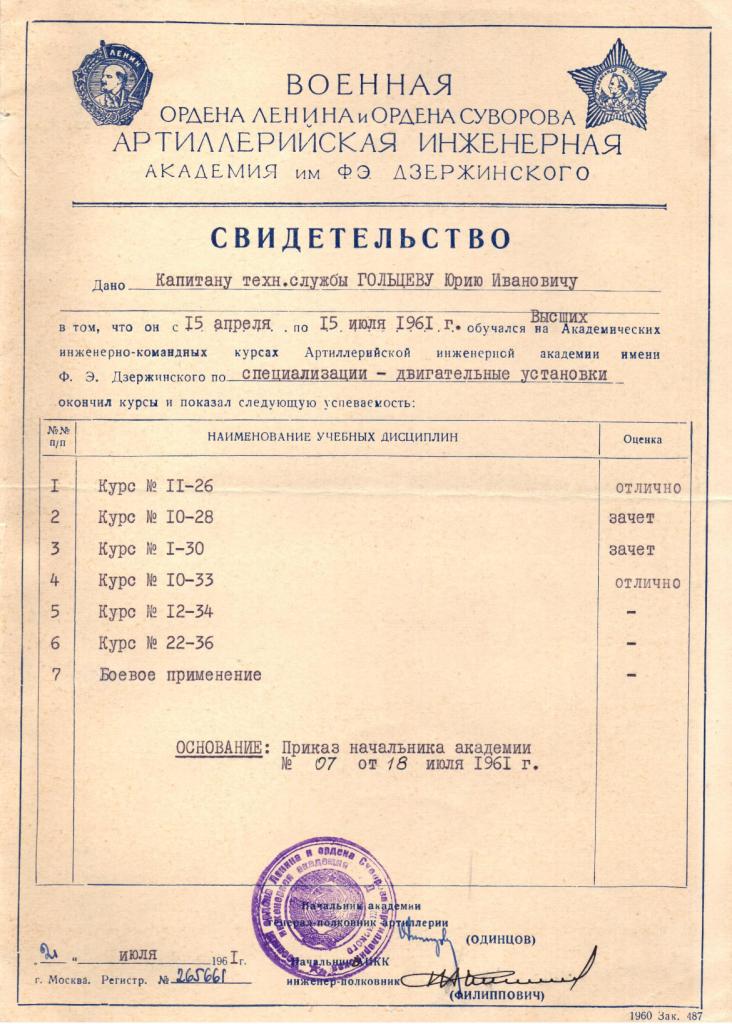 ЛЕНИН
ВОЕННАЯ
ОРДЕНА ЛЕНИНА и ОРДЕНА СУВОРОВА
АРТИЛЛЕРИЙСКАЯ ИНЖЕНЕРНАЯ
АКАДЕМИЯ им Ф.Э. ДЗЕРЖИНСКОГО
СВИДЕТЕЛЬСТВО
Дано Капитану техн.службы ГОЛЬЦЕВУ Юрию Ивановичу
Высших
в том, что он с 15 апреля по 15 июля 1961 г. обучался на Академических
инженерно-командных курсах Артиллерийской инженерной академии имени
Ф. Э. Дзержинского по специализации - двигательные установки
окончил курсы и показал следующую успеваемость:
№№ п/п НАИМЕНОВАНИЕ УЧЕБНЫХ ДИСЦИПЛИН Оценка
I Курс № II-26 отлично
2 Курс № I0-28 зачет
3 Курс № I-30 зачет
4 Курс № I0-33 отлично
5 Курс № I2-34 -
6 Курс № 22-36 -
7 Боевое применение -
ОСНОВАНИЕ: Приказ начальника академии
№ 07 от 18 июля 1961 г.
Начальник академии
генерал-полковник артиллерии
(ОДИНЦОВ)
"21" июля 1961г.
Начальник
г. Москва. Регистр. № 265661 инженер-полковник
(ФИЛИППОВИЧ)
1960 Зак. 487